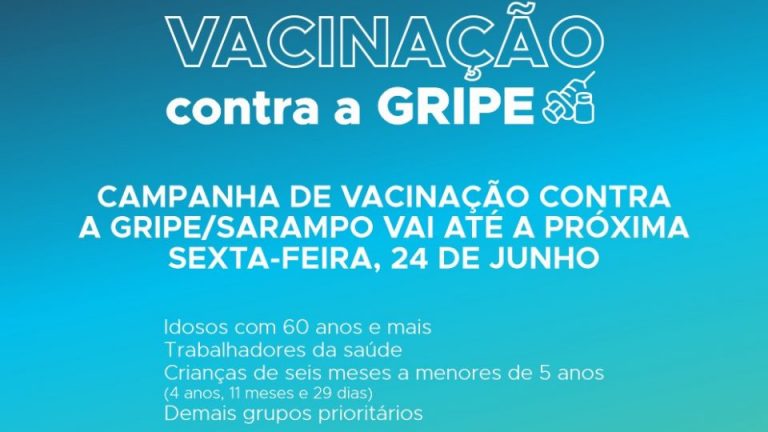 VACINAÇÃO
contra a GRIPE
CAMPANHA DE VACINAÇÃO CONTRA
A GRIPE/SARAMPO VAI ATÉ A PRÓXIMA
SEXTA-FEIRA, 24 DE JUNHO
Idosos com 60 anos e mais
Trabalhadores da saúde
Crianças de seis meses a menores de 5 anos
(4 anos, 11 meses e 29 dias)
Demais grupos prioritários